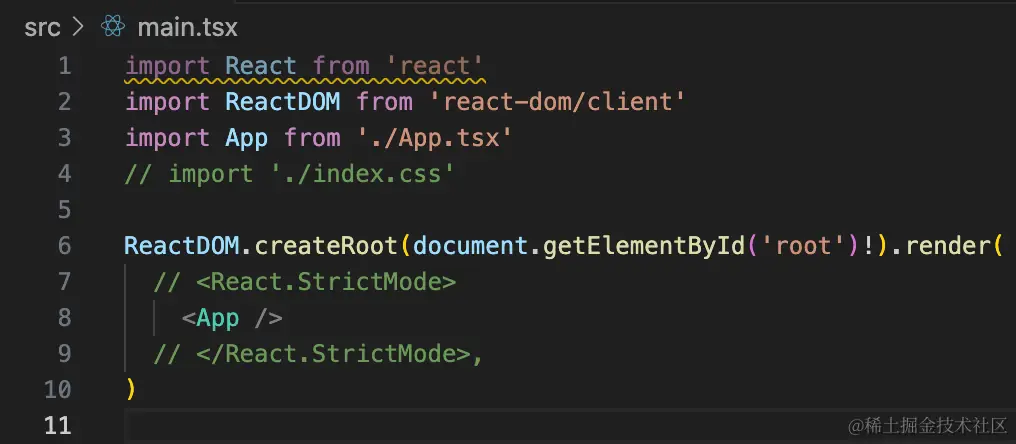 src > main.tsx
1 import React from 'react'
2 import ReactDOM from 'react-dom/client'
3 import App from './App.tsx'
4 // import './index.css'
5
6 ReactDOM.createRoot(document.getElementById('root')!).render(
7 // <React.StrictMode>
8 <App />
9 // </React.StrictMode>,
10 )
11
@稀土掘金技术社区